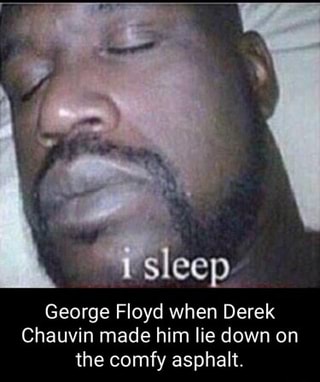 i sleep
George Floyd when Derek
Chauvin made him lie down on
the comfy asphalt.